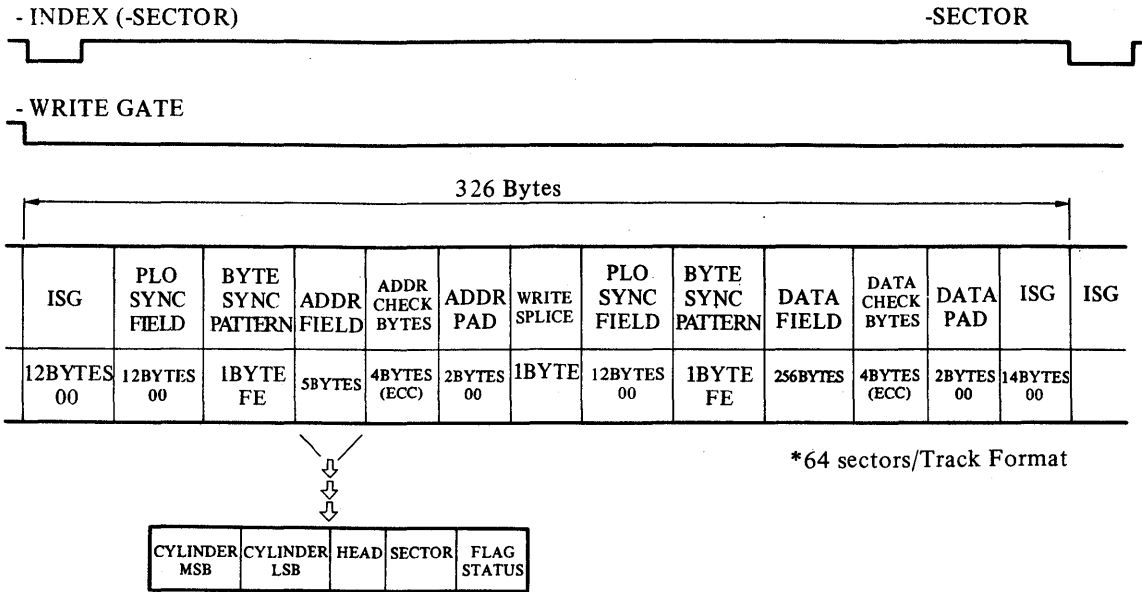 - INDEX (-SECTOR)
-SECTOR
- WRITE GATE
326 Bytes
ISG
PLO SYNC FIELD
BYTE SYNC PATTERN
ADDR FIELD
ADDR CHECK BYTES
ADDR PAD
WRITE SPLICE
PLO SYNC FIELD
BYTE SYNC PATTERN
DATA FIELD
DATA CHECK BYTES
DATA PAD
ISG
ISG
12BYTES 00
12BYTES 00
1BYTE FE
5BYTES
4BYTES (ECC)
2BYTES 00
1BYTE
12BYTES 00
1BYTE FE
256BYTES
4BYTES (ECC)
2BYTES 00
14BYTES 00
*64 sectors/Track Format
CYLINDER MSB
CYLINDER LSB
HEAD
SECTOR
FLAG STATUS